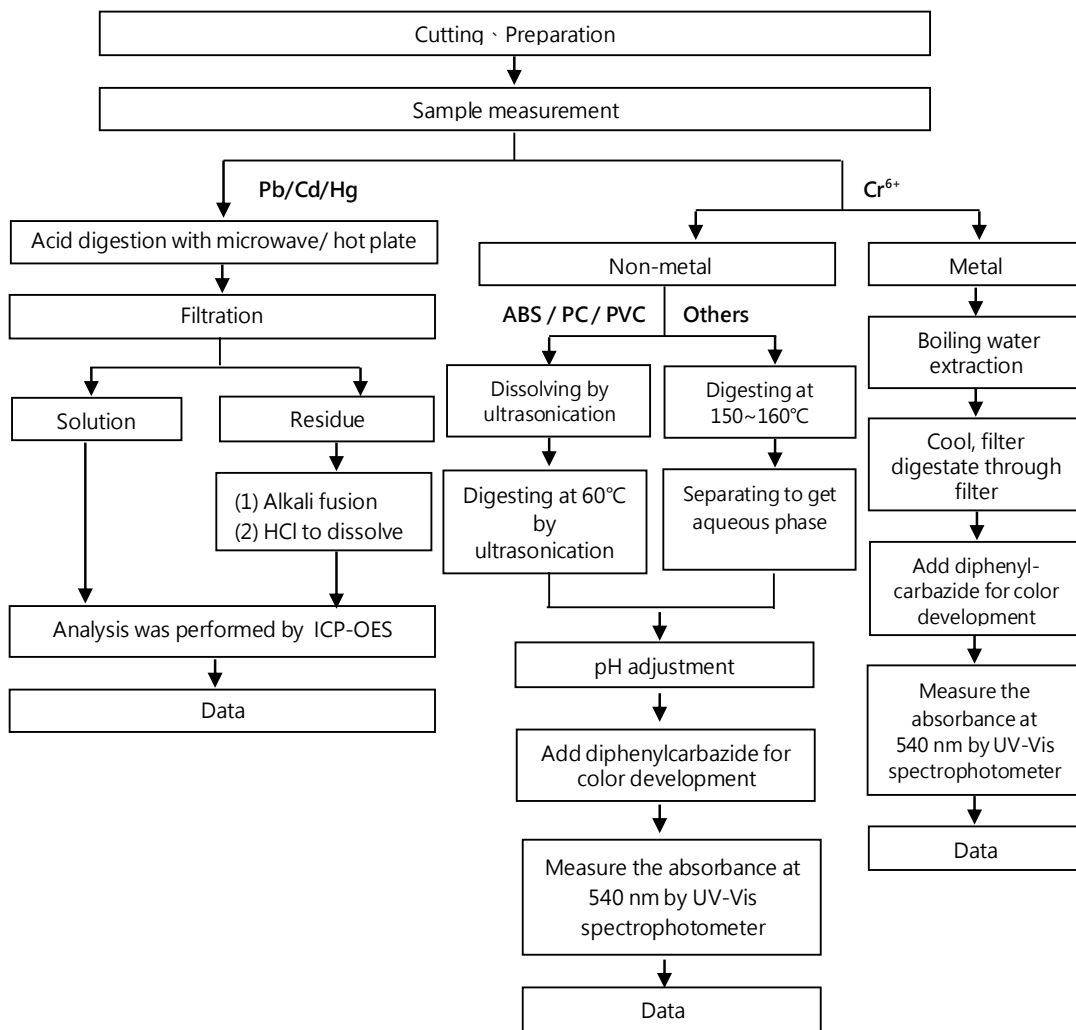 Cutting、Preparation
Sample measurement
Pb/Cd/Hg
Cr⁶⁺
Acid digestion with microwave/ hot plate
Filtration
Solution
Residue
(1) Alkali fusion
(2) HCl to dissolve
Analysis was performed by ICP-OES
Data
Non-metal
ABS / PC / PVC
Others
Dissolving by
ultrasonication
Digesting at
150~160℃
Digesting at 60℃
by
ultrasonication
Separating to get
aqueous phase
pH adjustment
Add diphenylcarbazide for
color development
Measure the absorbance at
540 nm by UV-Vis
spectrophotometer
Data
Metal
Boiling water
extraction
Cool, filter
digestate through
filter
Add diphenyl-
carbazide for color
development
Measure the
absorbance at
540 nm by UV-Vis
spectrophotometer
Data